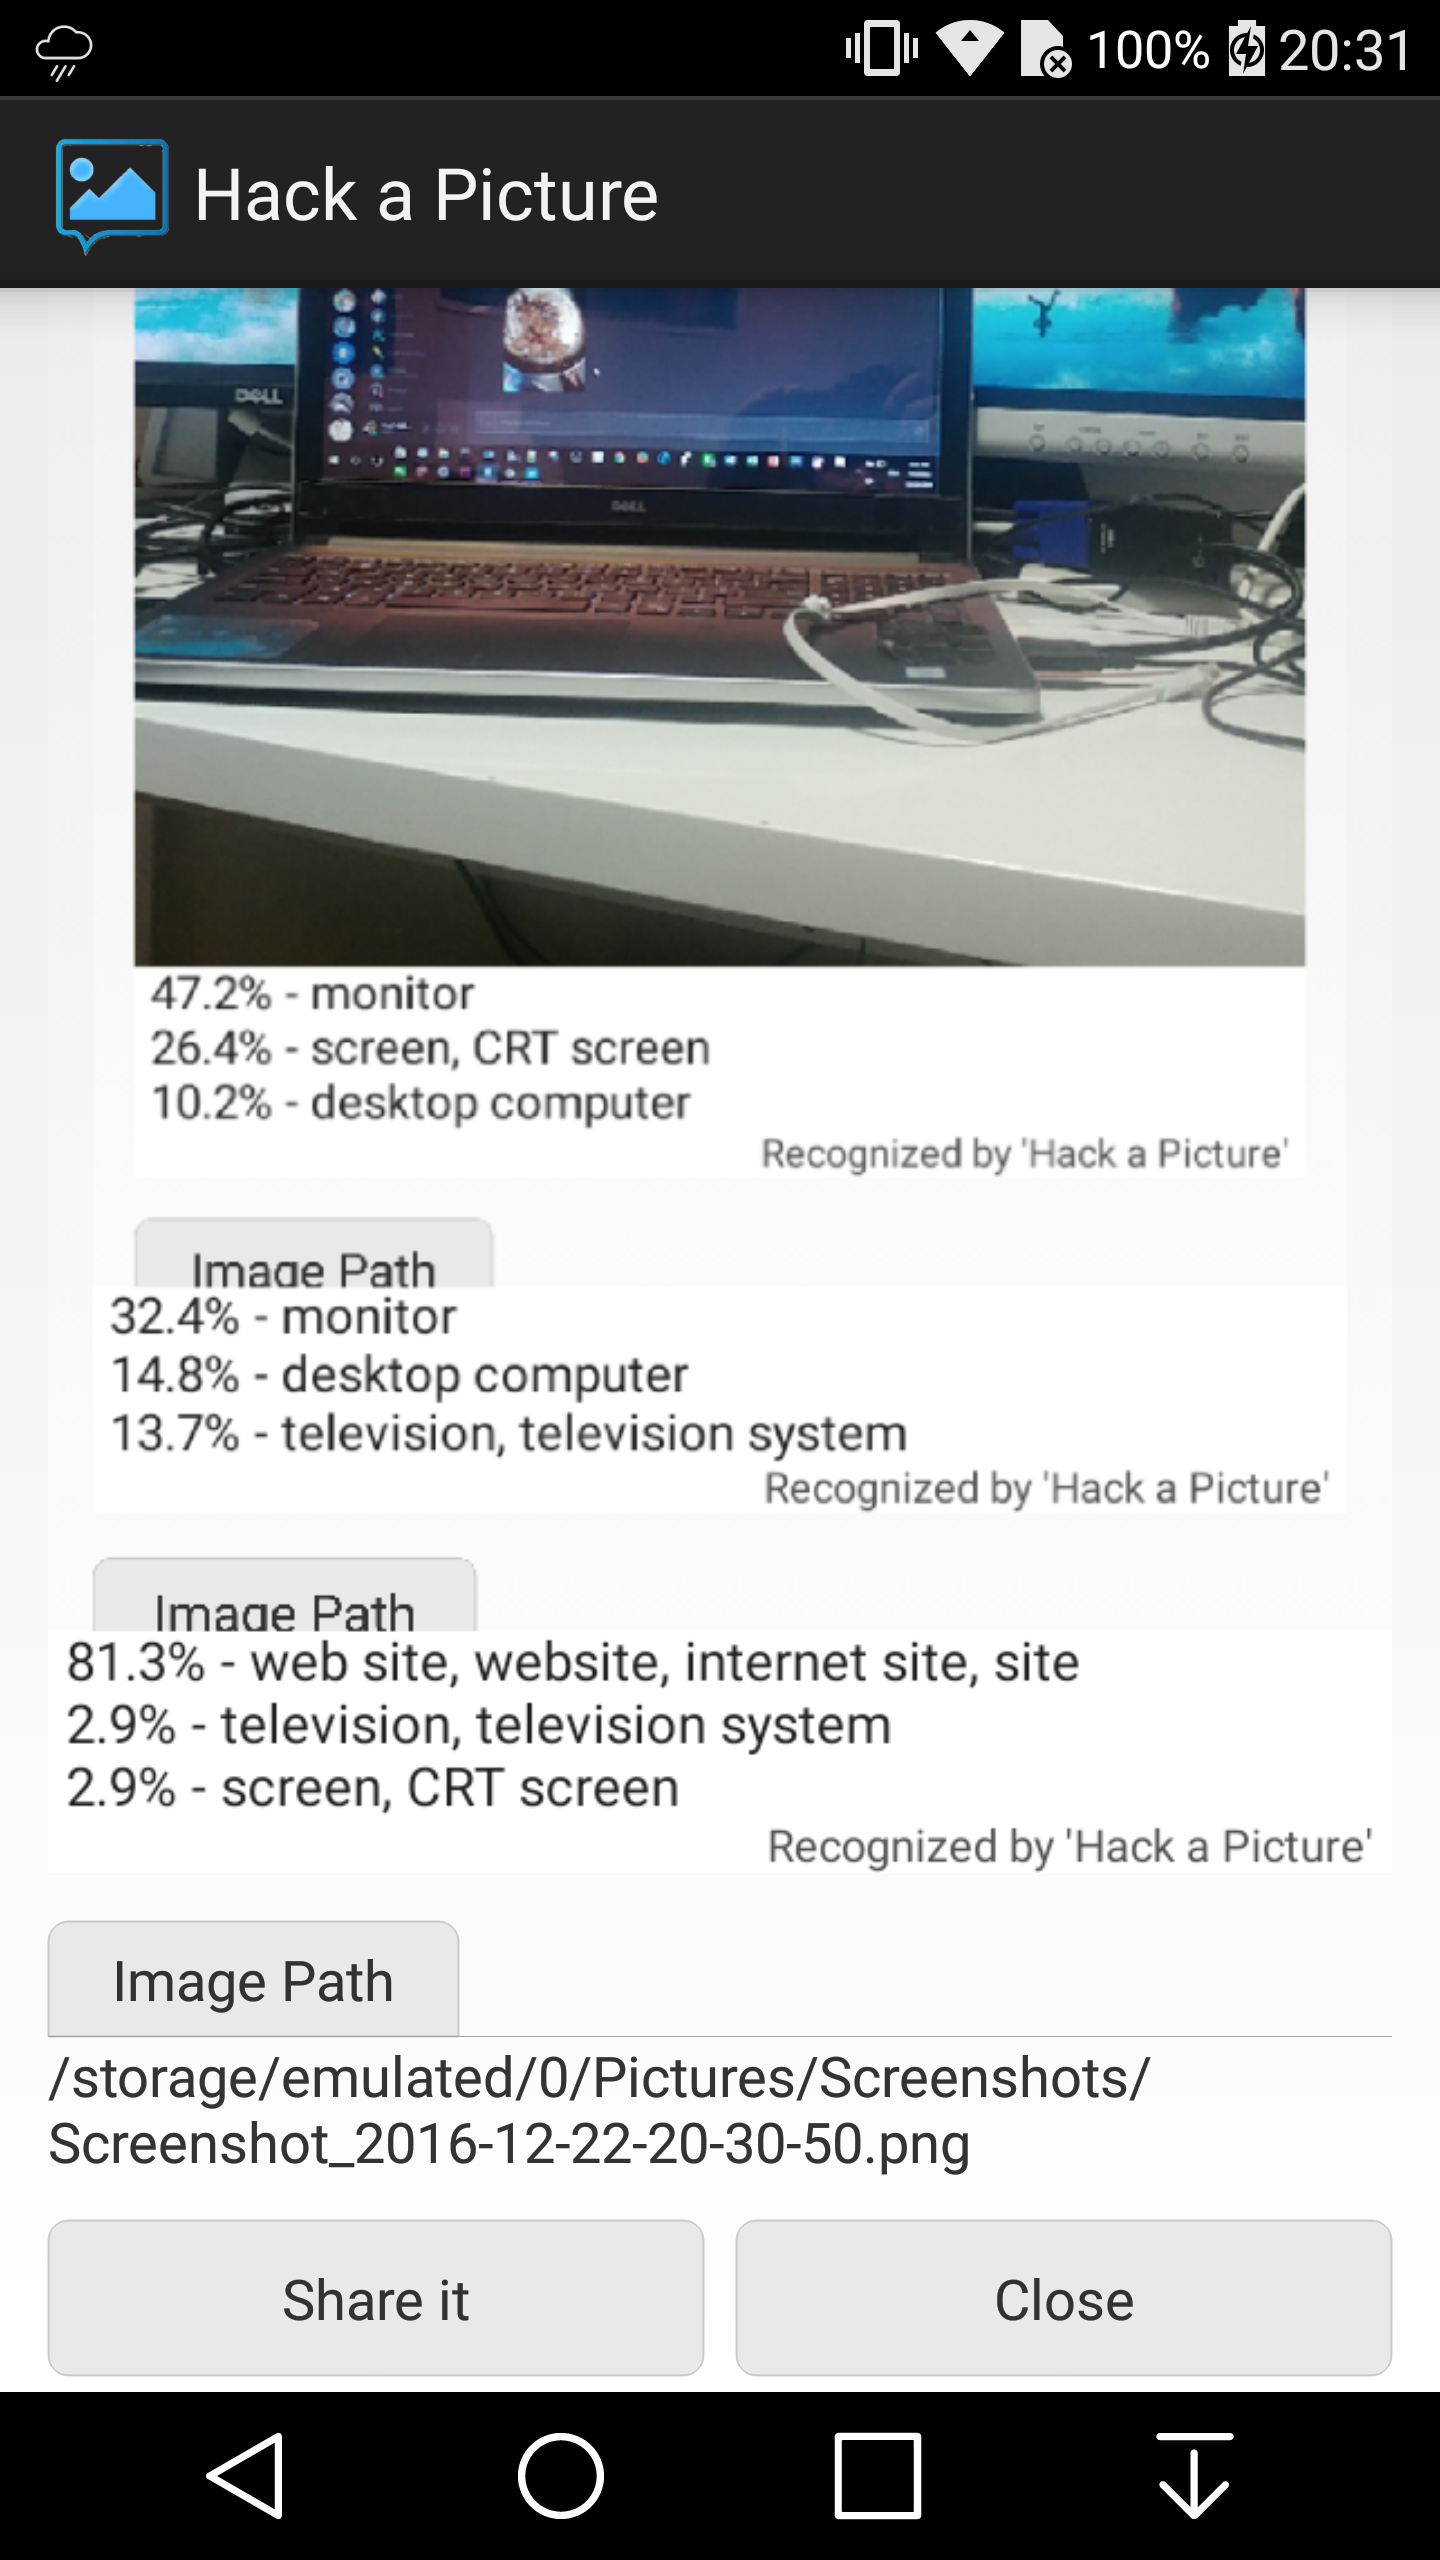 100% 20:31
Hack a Picture
DELL
DELL
47.2% - monitor
26.4% - screen, CRT screen
10.2% - desktop computer
Recognized by 'Hack a Picture'
Image Path
32.4% - monitor
14.8% - desktop computer
13.7% - television, television system
Recognized by 'Hack a Picture'
Image Path
81.3% - web site, website, internet site, site
2.9% - television, television system
2.9% - screen, CRT screen
Recognized by 'Hack a Picture'
Image Path
/storage/emulated/0/Pictures/Screenshots/
Screenshot_2016-12-22-20-30-50.png
Share it
Close